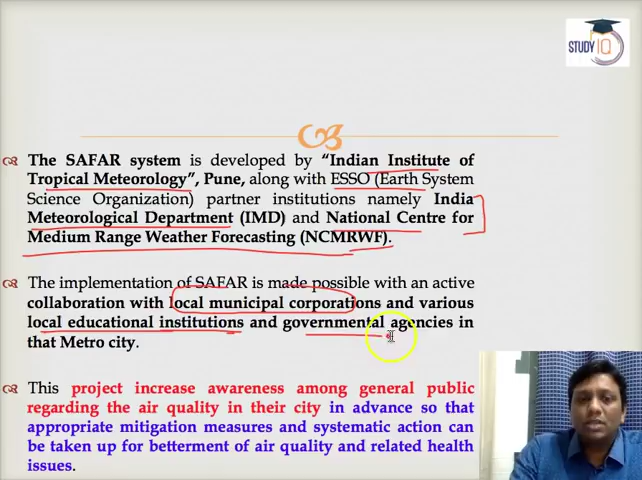 STUDY IQ
The SAFAR system is developed by “Indian Institute of
Tropical Meteorology”, Pune, along with ESSO (Earth System
Science Organization) partner institutions namely India
Meteorological Department (IMD) and National Centre for
Medium Range Weather Forecasting (NCMRWF).
The implementation of SAFAR is made possible with an active
collaboration with local municipal corporations and various
local educational institutions and governmental agencies in
that Metro city.
This project increase awareness among general public
regarding the air quality in their city in advance so that
appropriate mitigation measures and systematic action can
be taken up for betterment of air quality and related health
issues.